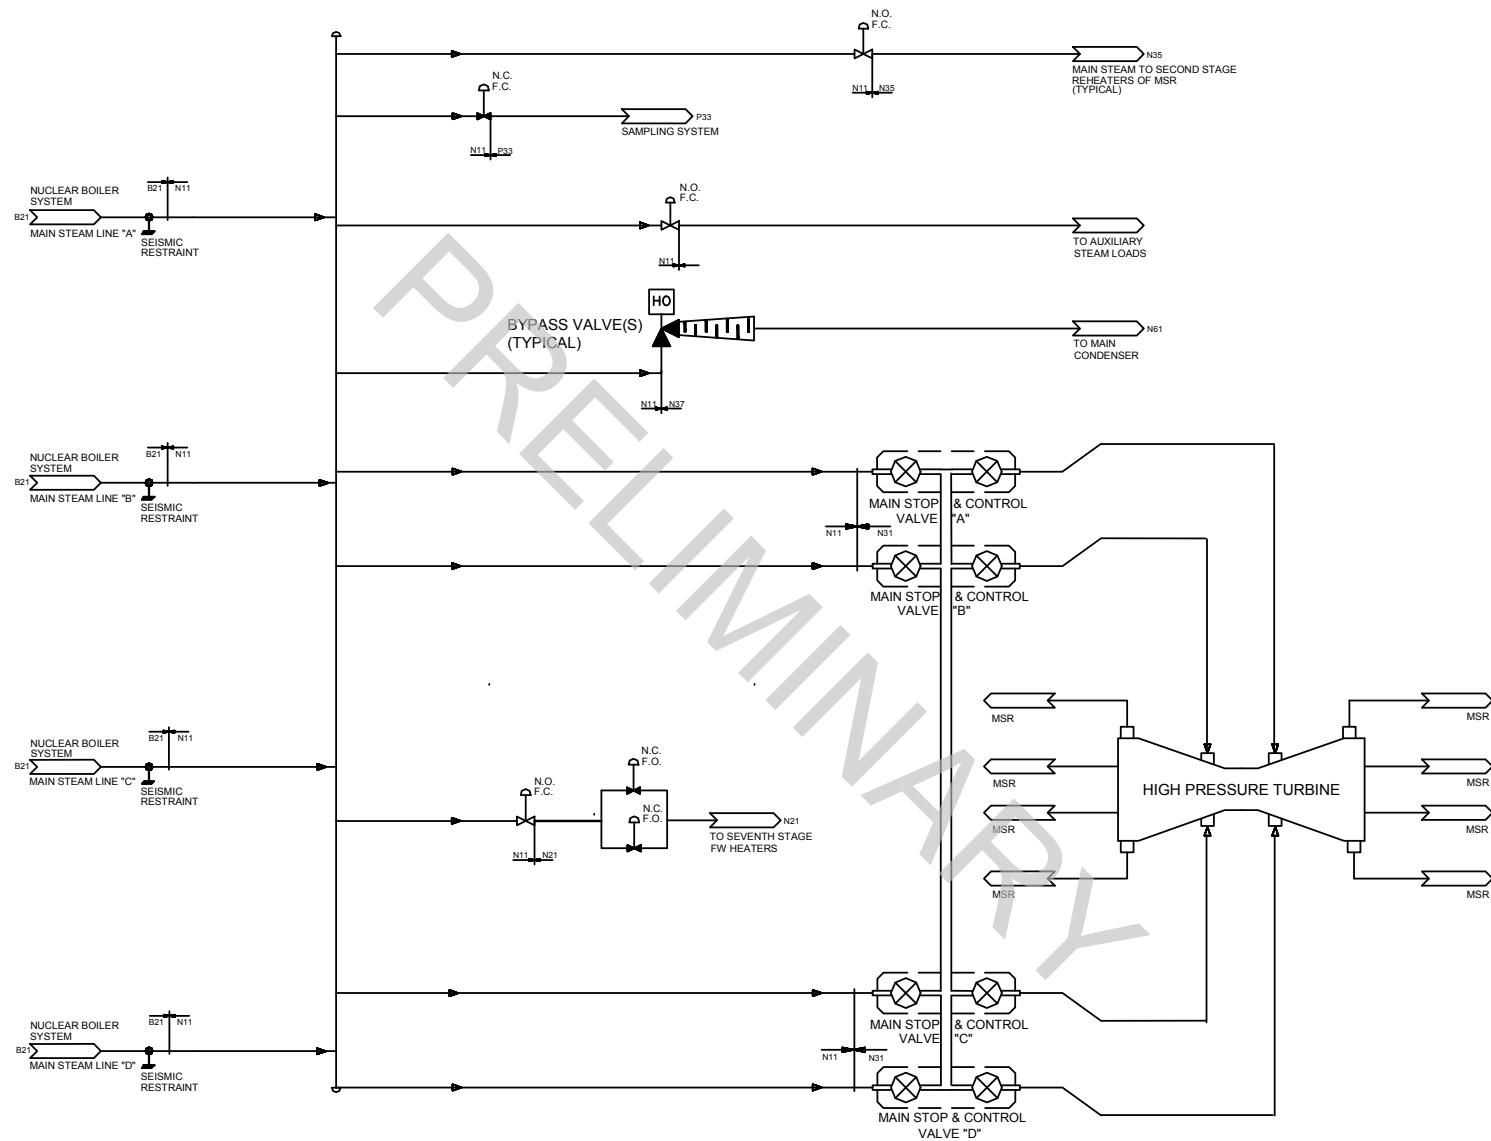 N.O.
F.C.
N35
MAIN STEAM TO SECOND STAGE
REHEATERS OF MSR
(TYPICAL)
N11 N35
N.C.
F.C.
P33
SAMPLING SYSTEM
N11 P33
B21 N11
NUCLEAR BOILER
SYSTEM
B21
MAIN STEAM LINE "A"
SEISMIC
RESTRAINT
N.O.
F.C.
TO AUXILIARY
STEAM LOADS
N11
HO
BYPASS VALVE(S)
(TYPICAL)
N61
TO MAIN
CONDENSER
N11 N37
B21 N11
NUCLEAR BOILER
SYSTEM
B21
MAIN STEAM LINE "B"
SEISMIC
RESTRAINT
MAIN STOP & CONTROL
VALVE "A"
N11 N31
MAIN STOP & CONTROL
VALVE "B"
PRELIMINARY
B21 N11
NUCLEAR BOILER
SYSTEM
B21
MAIN STEAM LINE "C"
SEISMIC
RESTRAINT
N.O.
F.C.
N.C.
F.O.
N.C.
F.O.
N21
TO SEVENTH STAGE
FW HEATERS
N11 N21
MSR
MSR
MSR
MSR
HIGH PRESSURE TURBINE
MSR
MSR
MSR
MSR
B21 N11
NUCLEAR BOILER
SYSTEM
B21
MAIN STEAM LINE "D"
SEISMIC
RESTRAINT
MAIN STOP & CONTROL
VALVE "C"
N11 N31
MAIN STOP & CONTROL
VALVE "D"